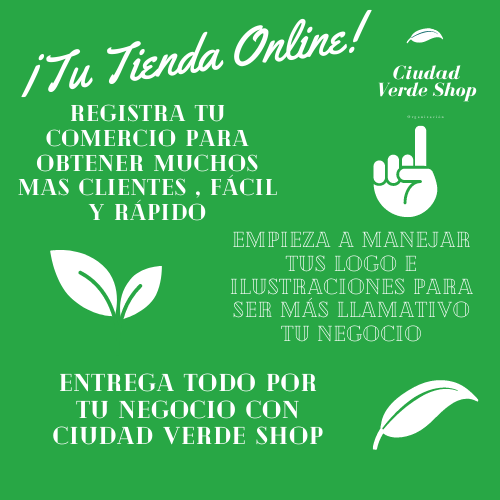 ¡Tu Tienda Online!
Ciudad
Verde Shop
Organización
REGISTRA TU
COMERCIO PARA
OBTENER MUCHOS
MAS CLIENTES , FÁCIL
Y RÁPIDO
EMPIEZA A MANEJAR
TUS LOGO E
ILUSTRACIONES PARA
SER MÁS LLAMATIVO
TU NEGOCIO
ENTREGA TODO POR
TU NEGOCIO CON
CIUDAD VERDE SHOP